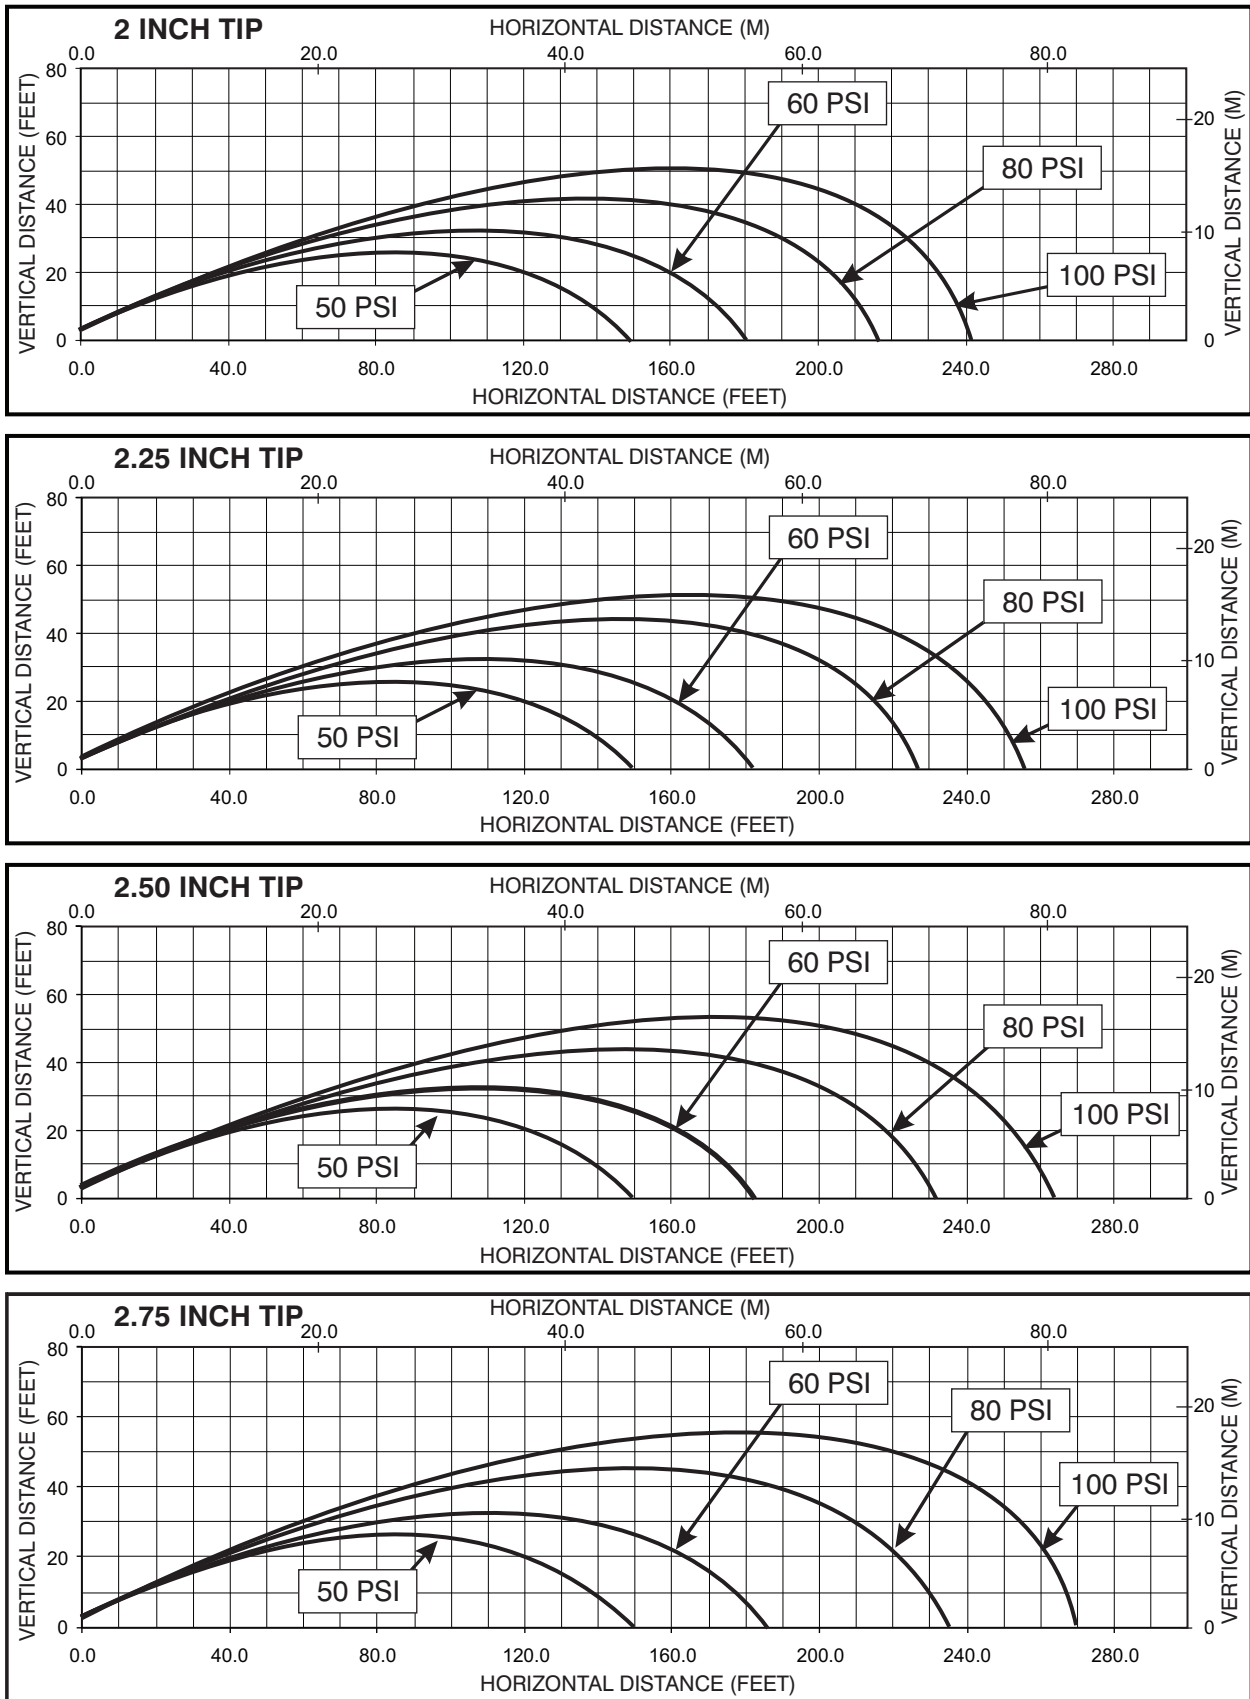 2 INCH TIP HORIZONTAL DISTANCE (M)
0.0 20.0 40.0 60.0 80.0
VERTICAL DISTANCE (FEET)
80
60
40
20
0
60 PSI
80 PSI
100 PSI
50 PSI
20
10
0
VERTICAL DISTANCE (M)
0.0 40.0 80.0 120.0 160.0 200.0 240.0 280.0
HORIZONTAL DISTANCE (FEET)
2.25 INCH TIP HORIZONTAL DISTANCE (M)
0.0 20.0 40.0 60.0 80.0
VERTICAL DISTANCE (FEET)
80
60
40
20
0
60 PSI
80 PSI
100 PSI
50 PSI
20
10
0
VERTICAL DISTANCE (M)
0.0 40.0 80.0 120.0 160.0 200.0 240.0 280.0
HORIZONTAL DISTANCE (FEET)
2.50 INCH TIP HORIZONTAL DISTANCE (M)
0.0 20.0 40.0 60.0 80.0
VERTICAL DISTANCE (FEET)
80
60
40
20
0
60 PSI
80 PSI
100 PSI
50 PSI
20
10
0
VERTICAL DISTANCE (M)
0.0 40.0 80.0 120.0 160.0 200.0 240.0 280.0
HORIZONTAL DISTANCE (FEET)
2.75 INCH TIP HORIZONTAL DISTANCE (M)
0.0 20.0 40.0 60.0 80.0
VERTICAL DISTANCE (FEET)
80
60
40
20
0
60 PSI
80 PSI
100 PSI
50 PSI
20
10
0
VERTICAL DISTANCE (M)
0.0 40.0 80.0 120.0 160.0 200.0 240.0 280.0
HORIZONTAL DISTANCE (FEET)